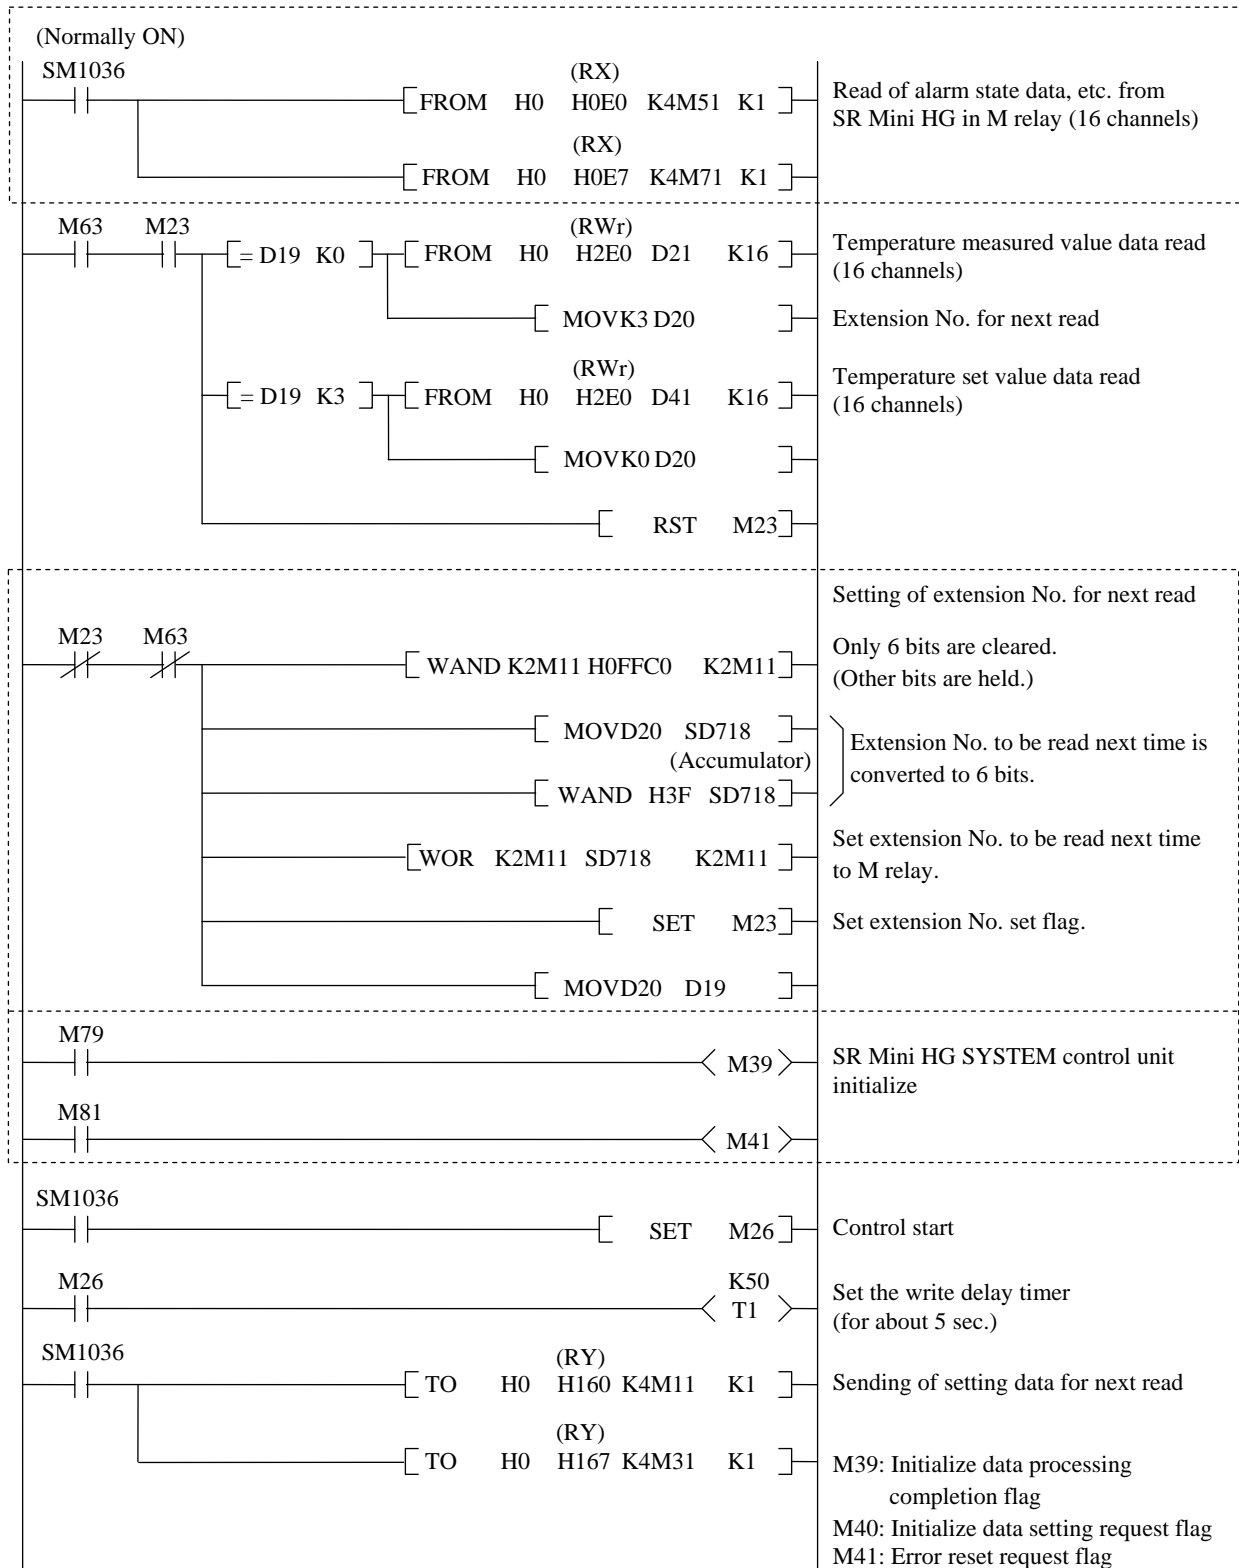 (Normally ON)
SM1036
(RX)
FROM H0 H0E0 K4M51 K1
Read of alarm state data, etc. from
SR Mini HG in M relay (16 channels)
(RX)
FROM H0 H0E7 K4M71 K1
M63 M23
= D19 K0
(RWr)
FROM H0 H2E0 D21 K16
Temperature measured value data read
(16 channels)
MOVK3 D20
Extension No. for next read
= D19 K3
(RWr)
FROM H0 H2E0 D41 K16
Temperature set value data read
(16 channels)
MOVK0 D20
RST M23
Setting of extension No. for next read
M23 M63
WAND K2M11 H0FFC0 K2M11
Only 6 bits are cleared.
(Other bits are held.)
MOVD20 SD718
(Accumulator)
WAND H3F SD718
Extension No. to be read next time is
converted to 6 bits.
WOR K2M11 SD718 K2M11
Set extension No. to be read next time
to M relay.
SET M23
Set extension No. set flag.
MOVD20 D19
M79
M39
SR Mini HG SYSTEM control unit
initialize
M81
M41
SM1036
SET M26
Control start
M26
K50
T1
Set the write delay timer
(for about 5 sec.)
SM1036
(RY)
TO H0 H160 K4M11 K1
Sending of setting data for next read
(RY)
TO H0 H167 K4M31 K1
M39: Initialize data processing
completion flag
M40: Initialize data setting request flag
M41: Error reset request flag